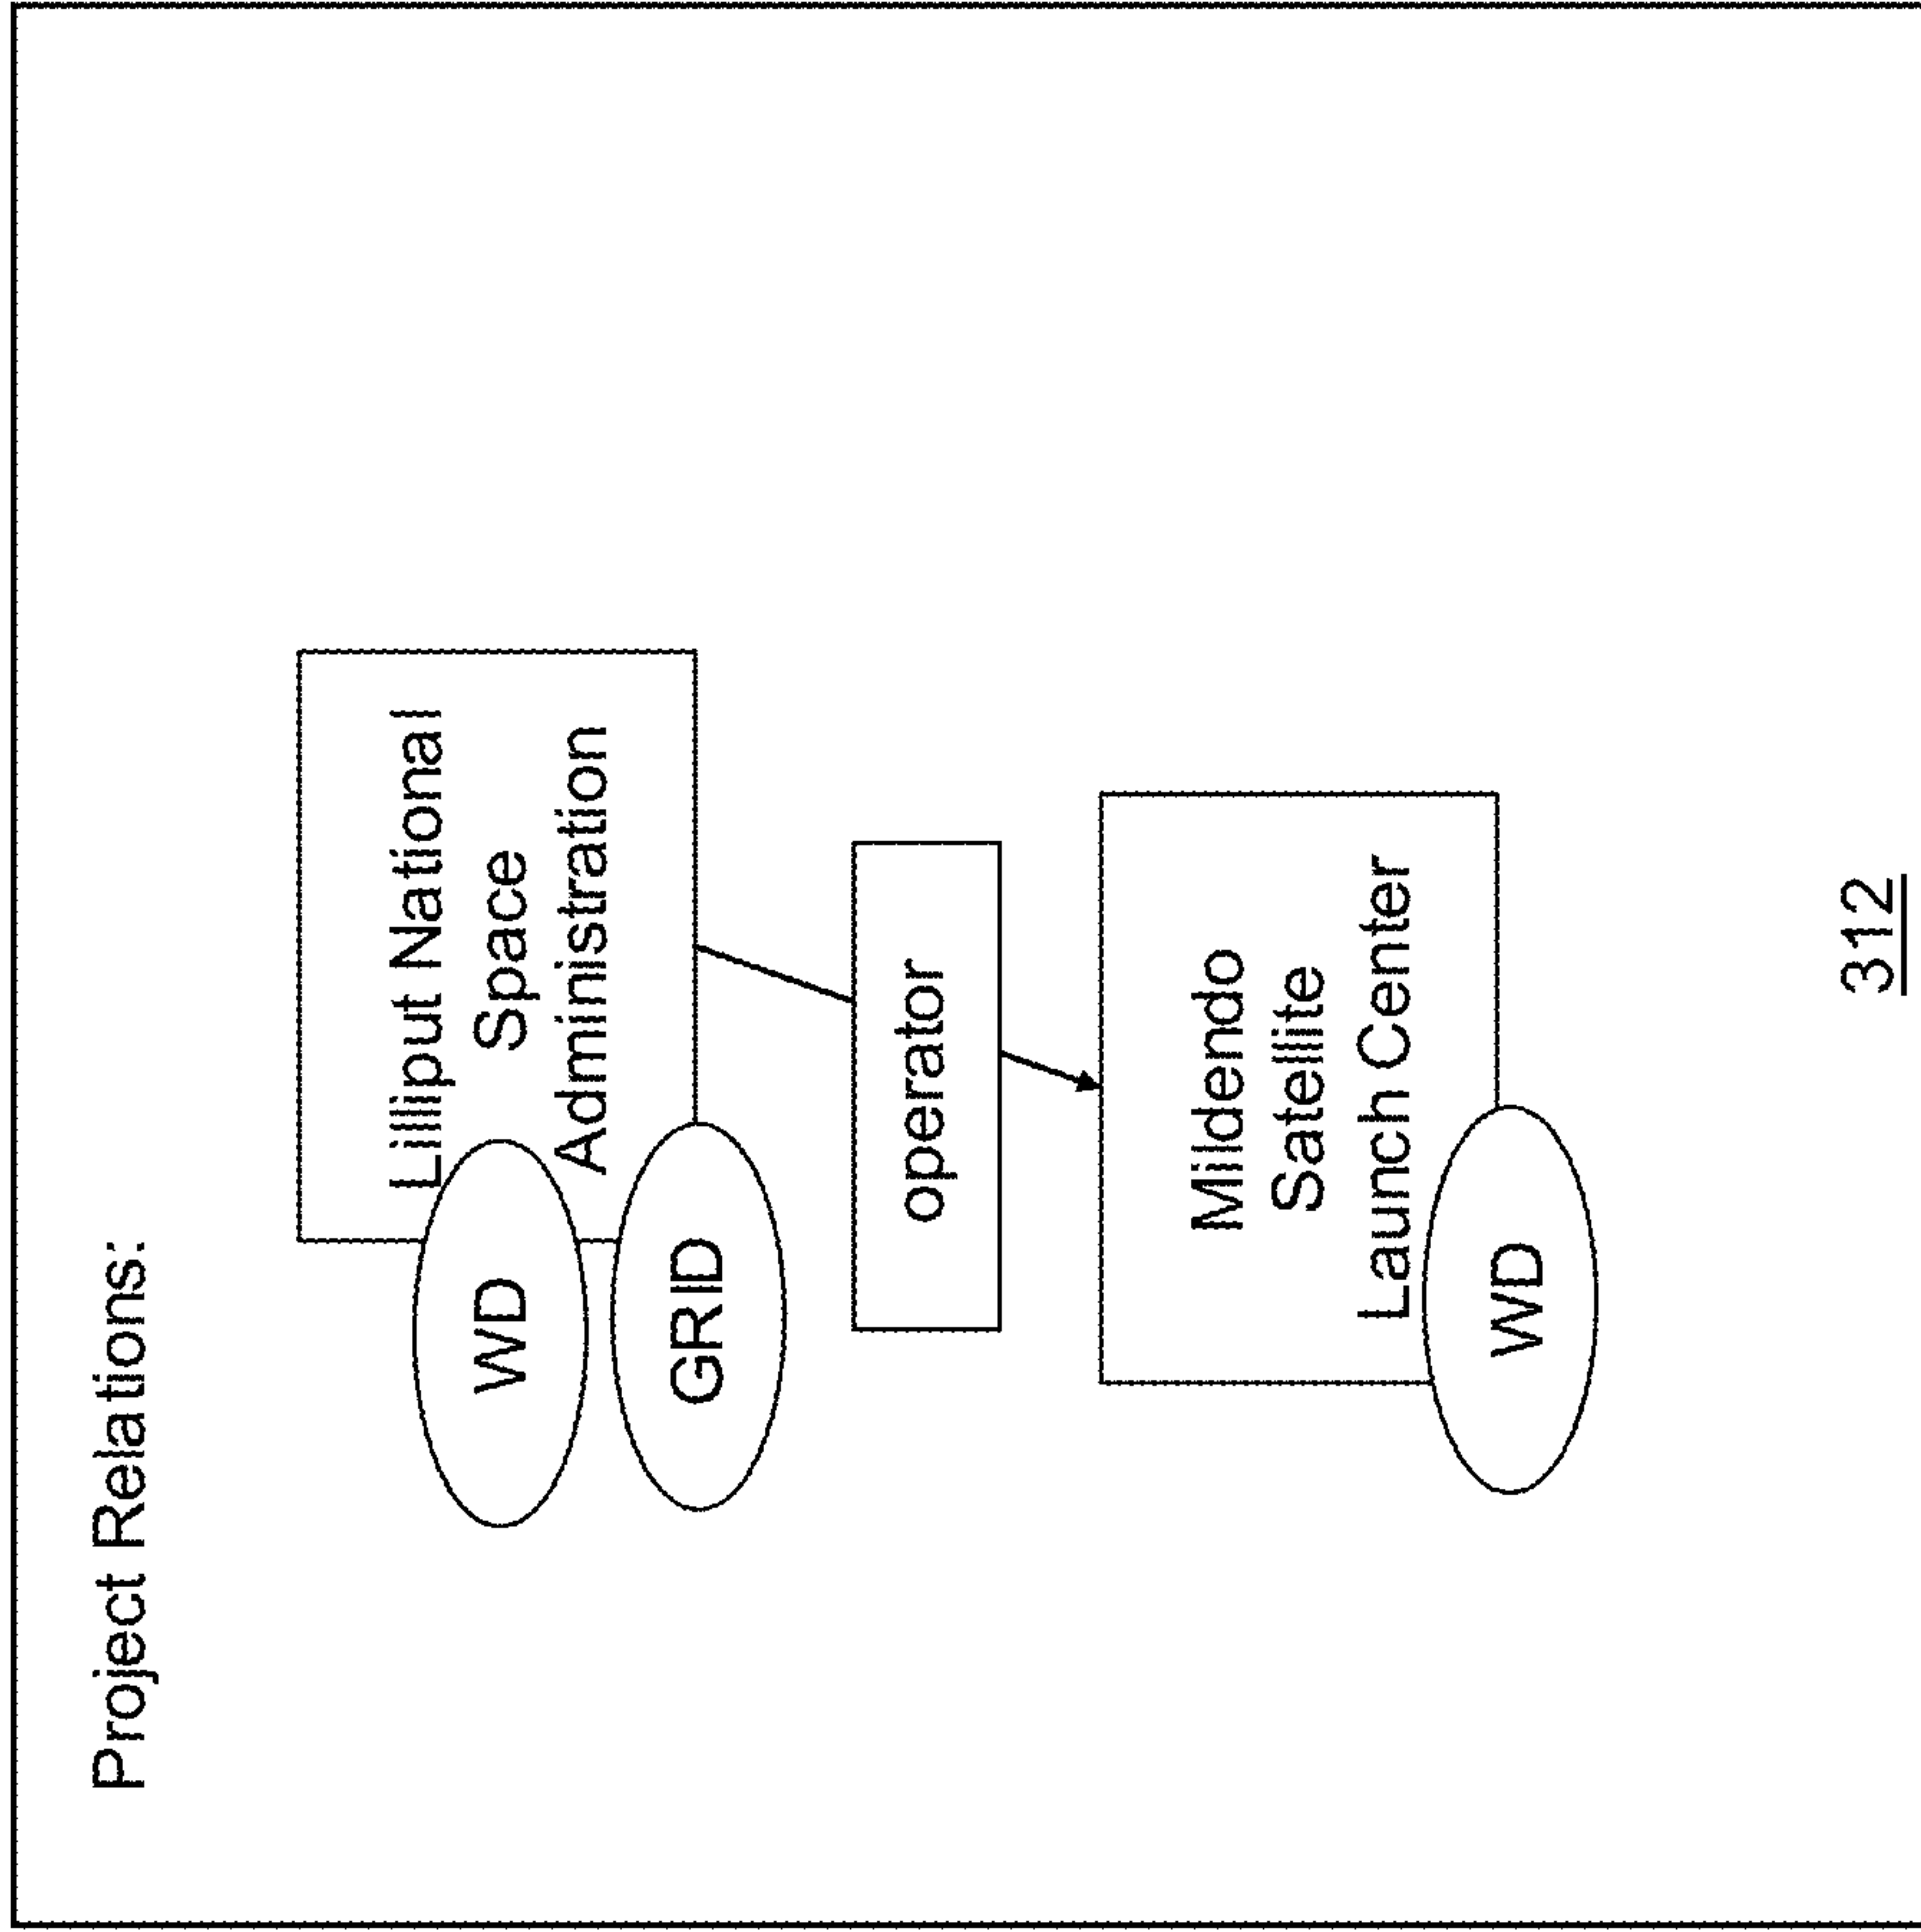 Project Relations:
Lilliput National
Space
Administration
WD
GRID
operator
Mildendo
Satellite
Launch Center
WD
312